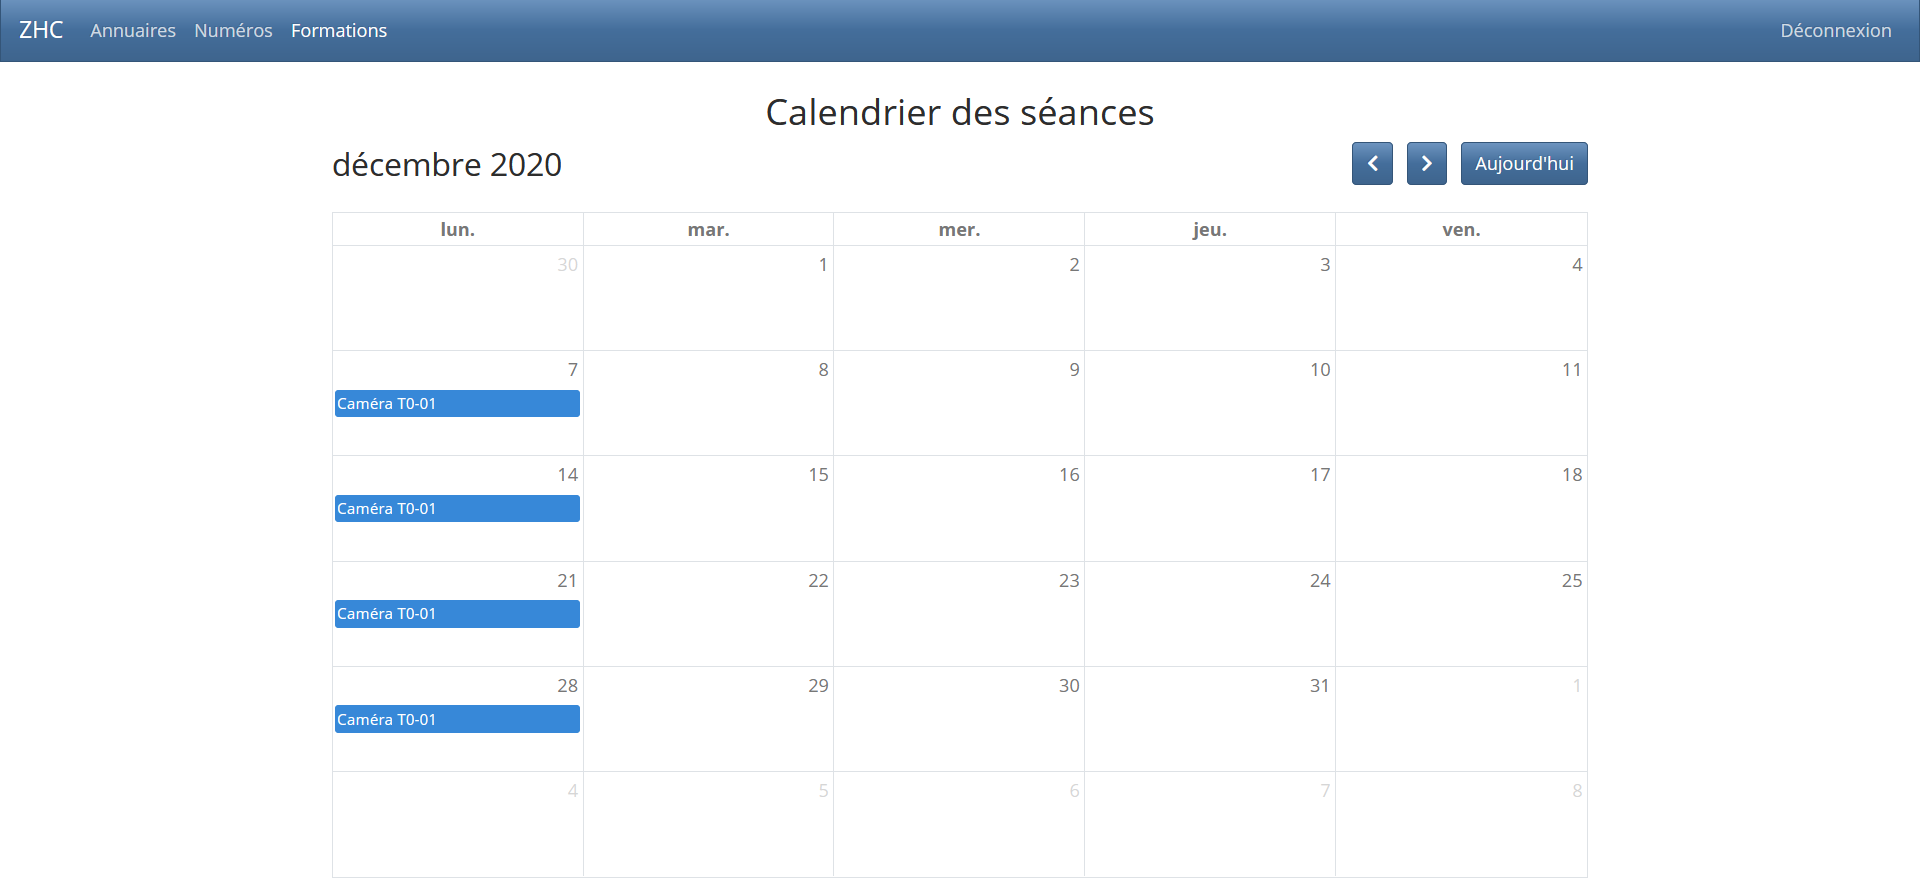 ZHC Annuaires Numéros Formations Déconnexion
Calendrier des séances
décembre 2020 Aujourd'hui
lun. mar. mer. jeu. ven.
30 1 2 3 4
7 8 9 10 11
Caméra T0-01
14 15 16 17 18
Caméra T0-01
21 22 23 24 25
Caméra T0-01
28 29 30 31 1
Caméra T0-01
4 5 6 7 8